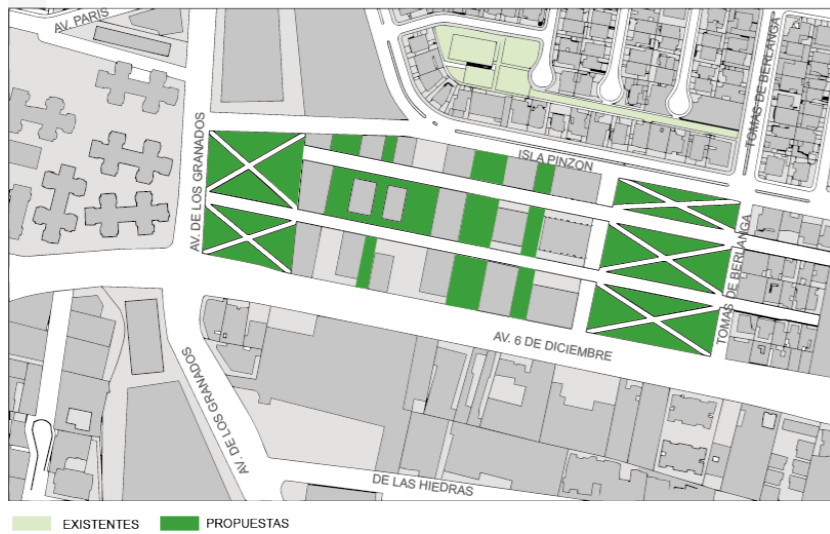 AV. PARIS
AV. DE LOS GRANADOS
TOMAS DE BERLANGA
ISLA PINZON
TOMAS DE BERLANGA
AV. 6 DE DICIEMBRE
AV. DE LOS GRANADOS
DE LAS HIEDRAS
EXISTENTES
PROPUESTAS